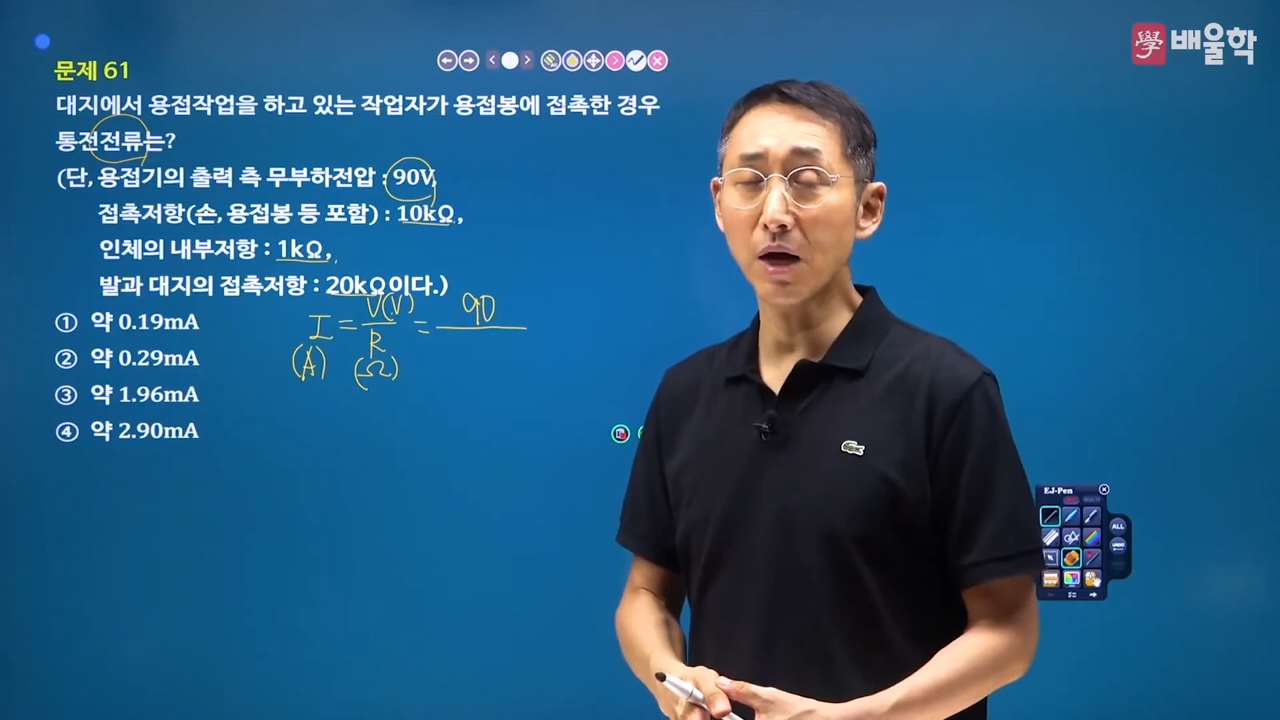 學 배울학
문제 61
대지에서 용접작업을 하고 있는 작업자가 용접봉에 접촉한 경우
통전전류는?
(단, 용접기의 출력 측 무부하전압 : 90V,
접촉저항(손, 용접봉 등 포함) : 10kΩ,
인체의 내부저항 : 1kΩ,
발과 대지의 접촉저항 : 20kΩ이다.)
① 약 0.19mA
② 약 0.29mA
③ 약 1.96mA
④ 약 2.90mA
I = V(V) / R = 90
(A) (Ω)
EJ-Pen
ALL
UNDO